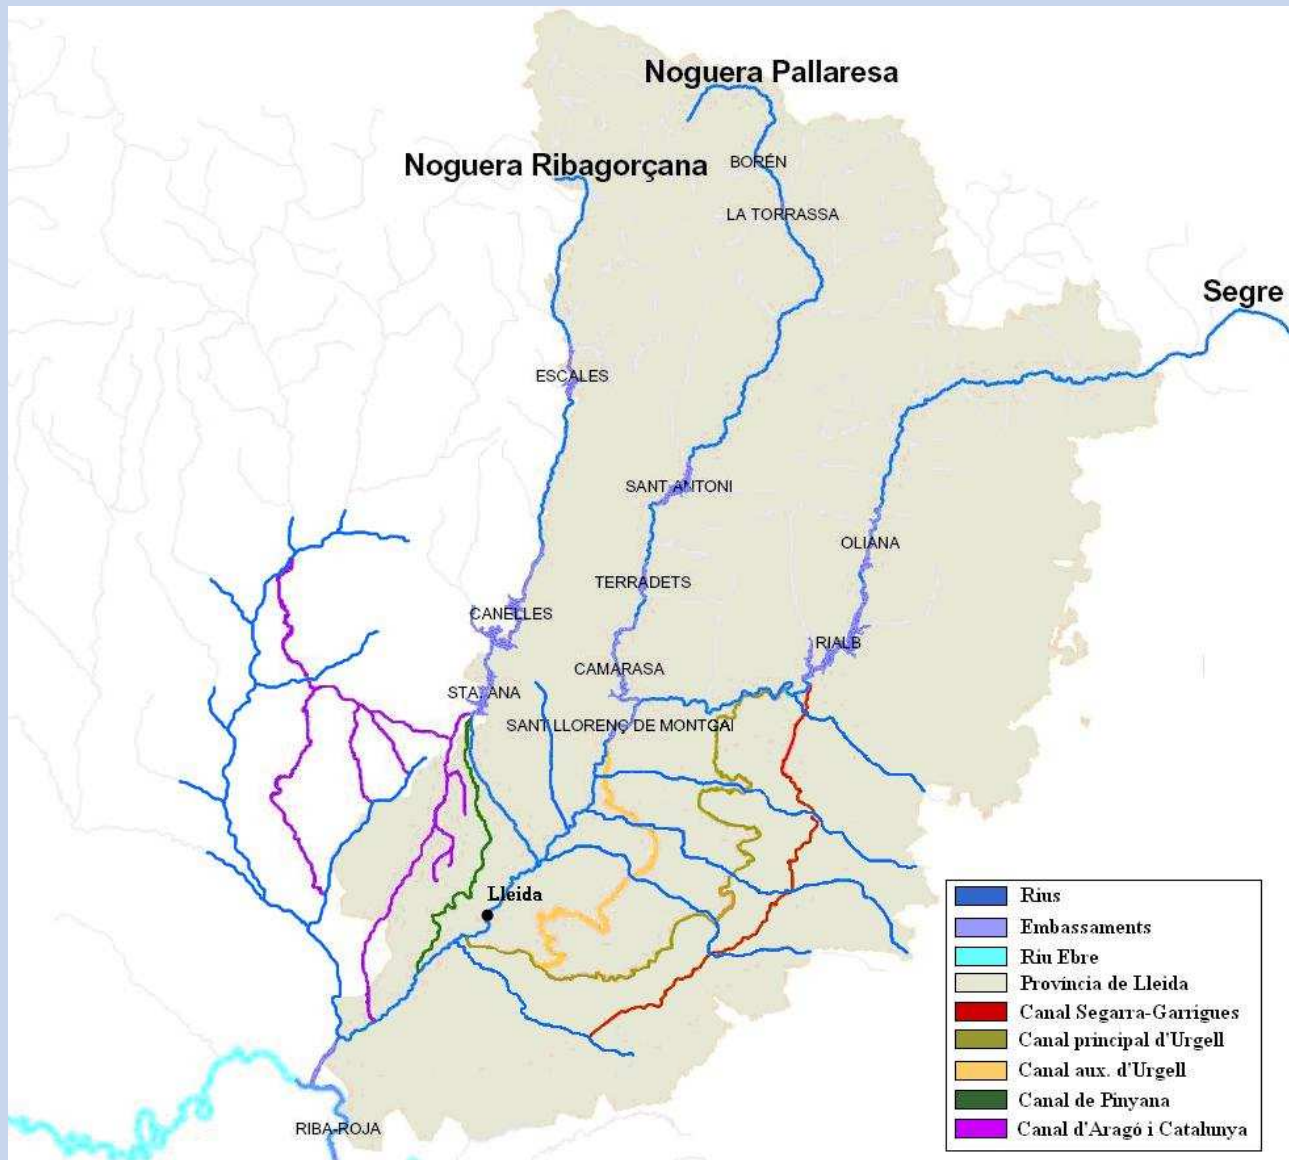 Noguera Pallaresa
Noguera Ribagorçana
BORÉN
LA TORRASSA
Segre
ESCALES
SANT ANTONI
OLIANA
TERRADETS
CANELLES
RIALB
CAMARASA
STA. ANA
SANT LLORENÇ DE MONTGAI
Lleida
RIBA-ROJA
Rius
Embassaments
Riu Ebre
Província de Lleida
Canal Segarra-Garrigues
Canal principal d'Urgell
Canal aux. d'Urgell
Canal de Pinyana
Canal d'Aragó i Catalunya